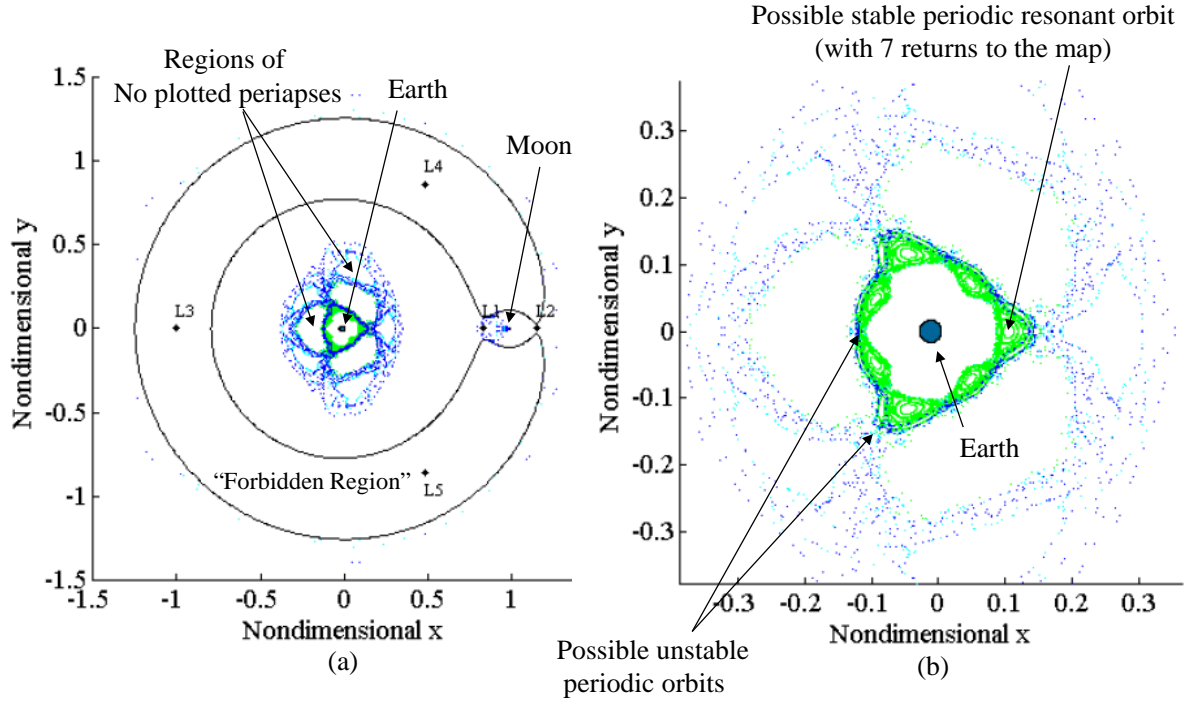 Regions of
No plotted periapses
Earth
Moon
1.5
1
0.5
0
-0.5
-1
-1.5
Nondimensional y
L4
L3
L1
L2
L5
“Forbidden Region”
-1.5
-1
-0.5
0
0.5
1
Nondimensional x
(a)
Possible stable periodic resonant orbit
(with 7 returns to the map)
0.3
0.2
0.1
0
-0.1
-0.2
-0.3
Nondimensional y
Earth
-0.3
-0.2
-0.1
0
0.1
0.2
0.3
Nondimensional x
(b)
Possible unstable
periodic orbits